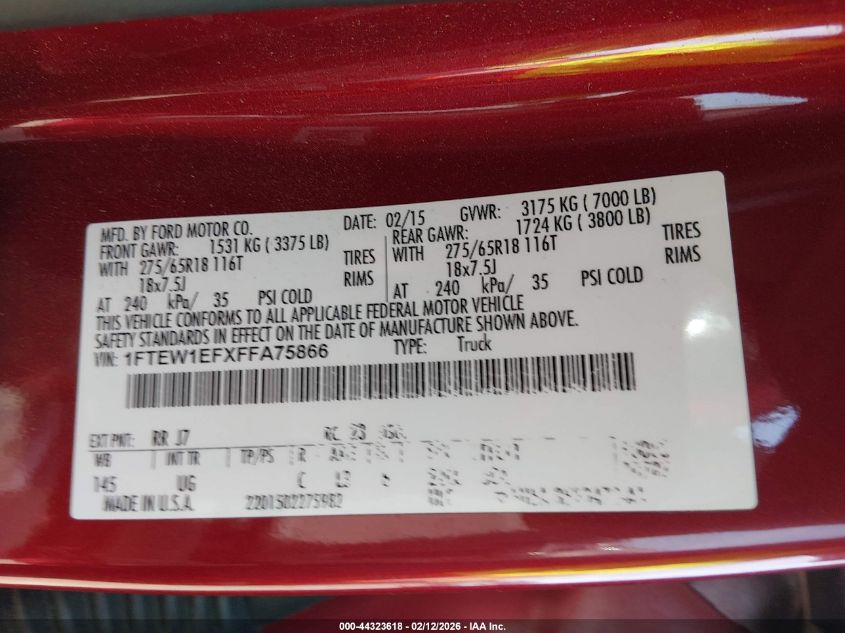 MFD. BY FORD MOTOR CO. DATE: 02/15 GVWR: 3175 KG ( 7000 LB)
FRONT GAWR: 1531 KG ( 3375 LB) REAR GAWR: 1724 KG ( 3800 LB)
WITH 275/65R18 116T TIRES WITH 275/65R18 116T TIRES
18x7.5J RIMS 18x7.5J RIMS
AT 240 kPa/ 35 PSI COLD AT 240 kPa/ 35 PSI COLD
THIS VEHICLE CONFORMS TO ALL APPLICABLE FEDERAL MOTOR VEHICLE
SAFETY STANDARDS IN EFFECT ON THE DATE OF MANUFACTURE SHOWN ABOVE.
VIN: 1FTEW1EFXFFA75866 TYPE: Truck
EXT PNT: RR J7
WB INT TR TP/PS R
145 UG C
MADE IN U.S.A. 2201502275982
000-44323618 - 02/12/2026 - IAA Inc.